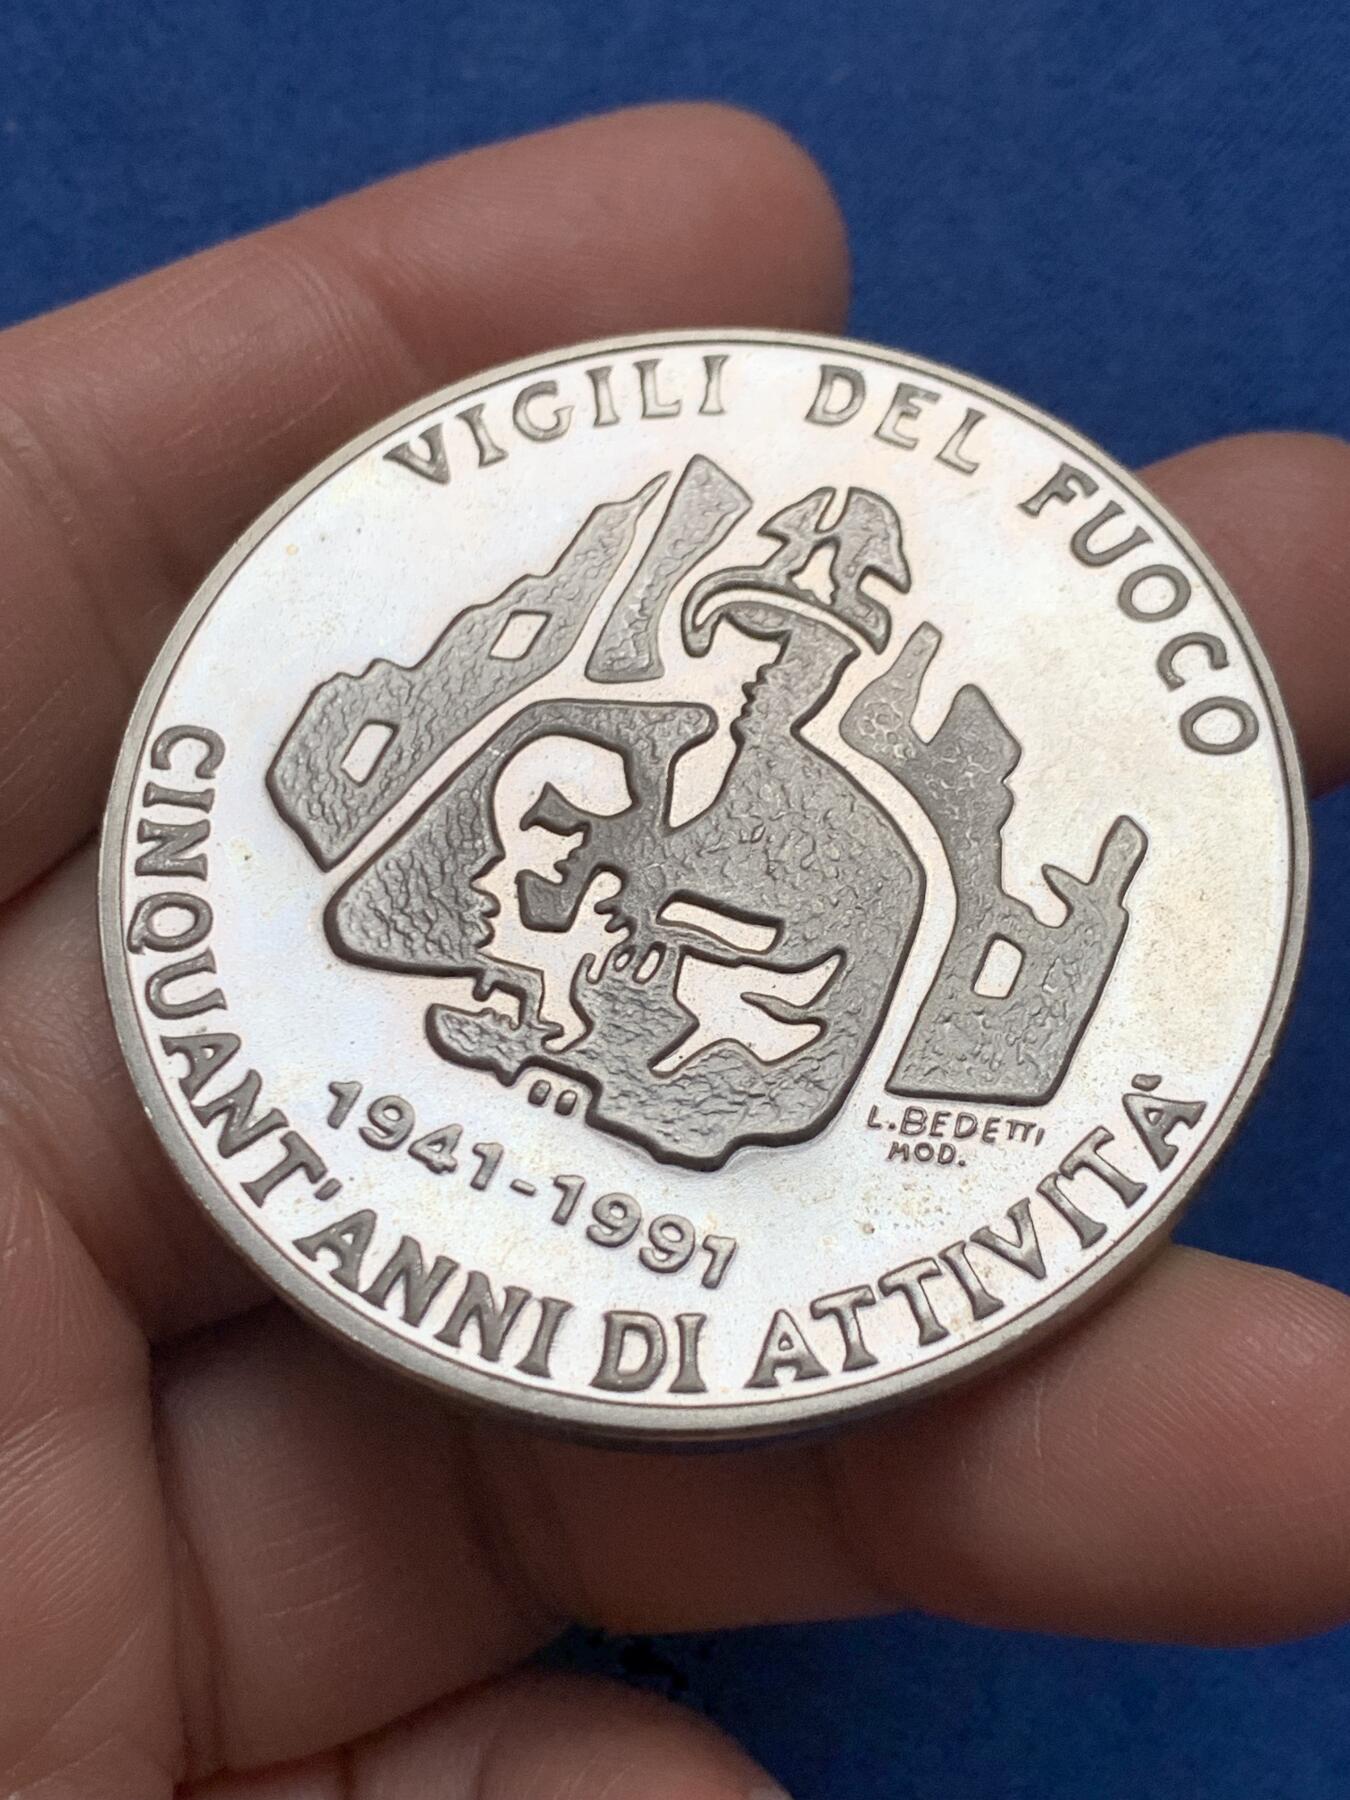 VIGILI DEL FUOCO
1941-1991
L. BEDETTI
MOD.
CINQUANT'ANNI DI ATTIVITÀ